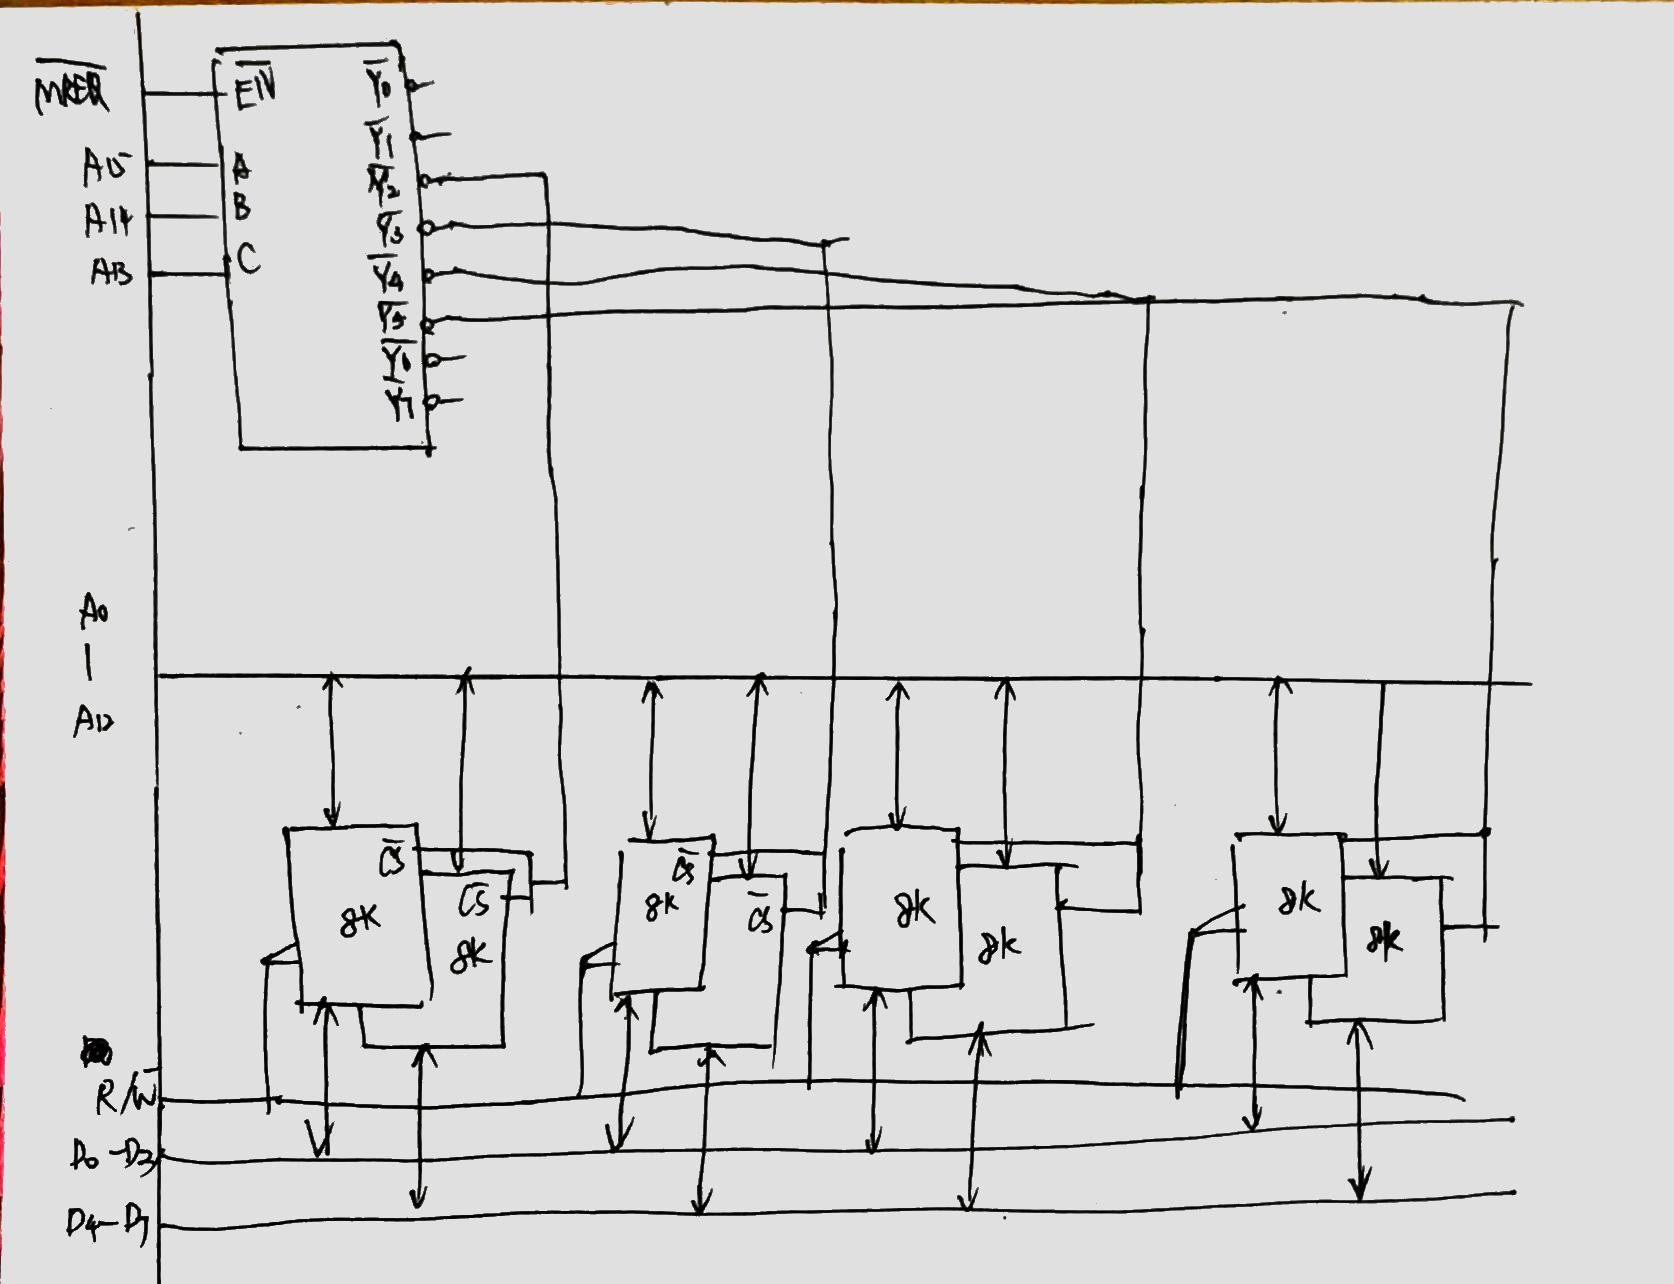 MREQ
EN
Y0
Y1
A15
A
Y2
A14
B
Y3
A13
C
Y4
Y5
Y6
Y7
A0
|
A12
CS
8K
CS
8K
CS
8K
CS
8K
8K
8K
8K
R/W
D0-D3
D4-D7